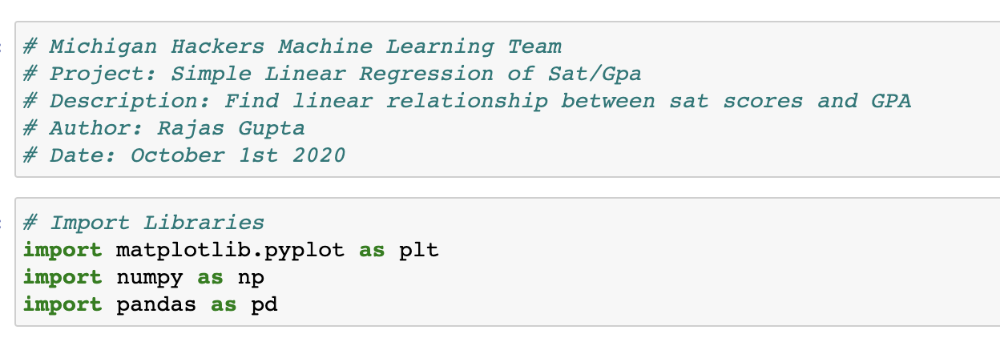 # Michigan Hackers Machine Learning Team
# Project: Simple Linear Regression of Sat/Gpa
# Description: Find linear relationship between sat scores and GPA
# Author: Rajas Gupta
# Date: October 1st 2020
# Import Libraries
import matplotlib.pyplot as plt
import numpy as np
import pandas as pd